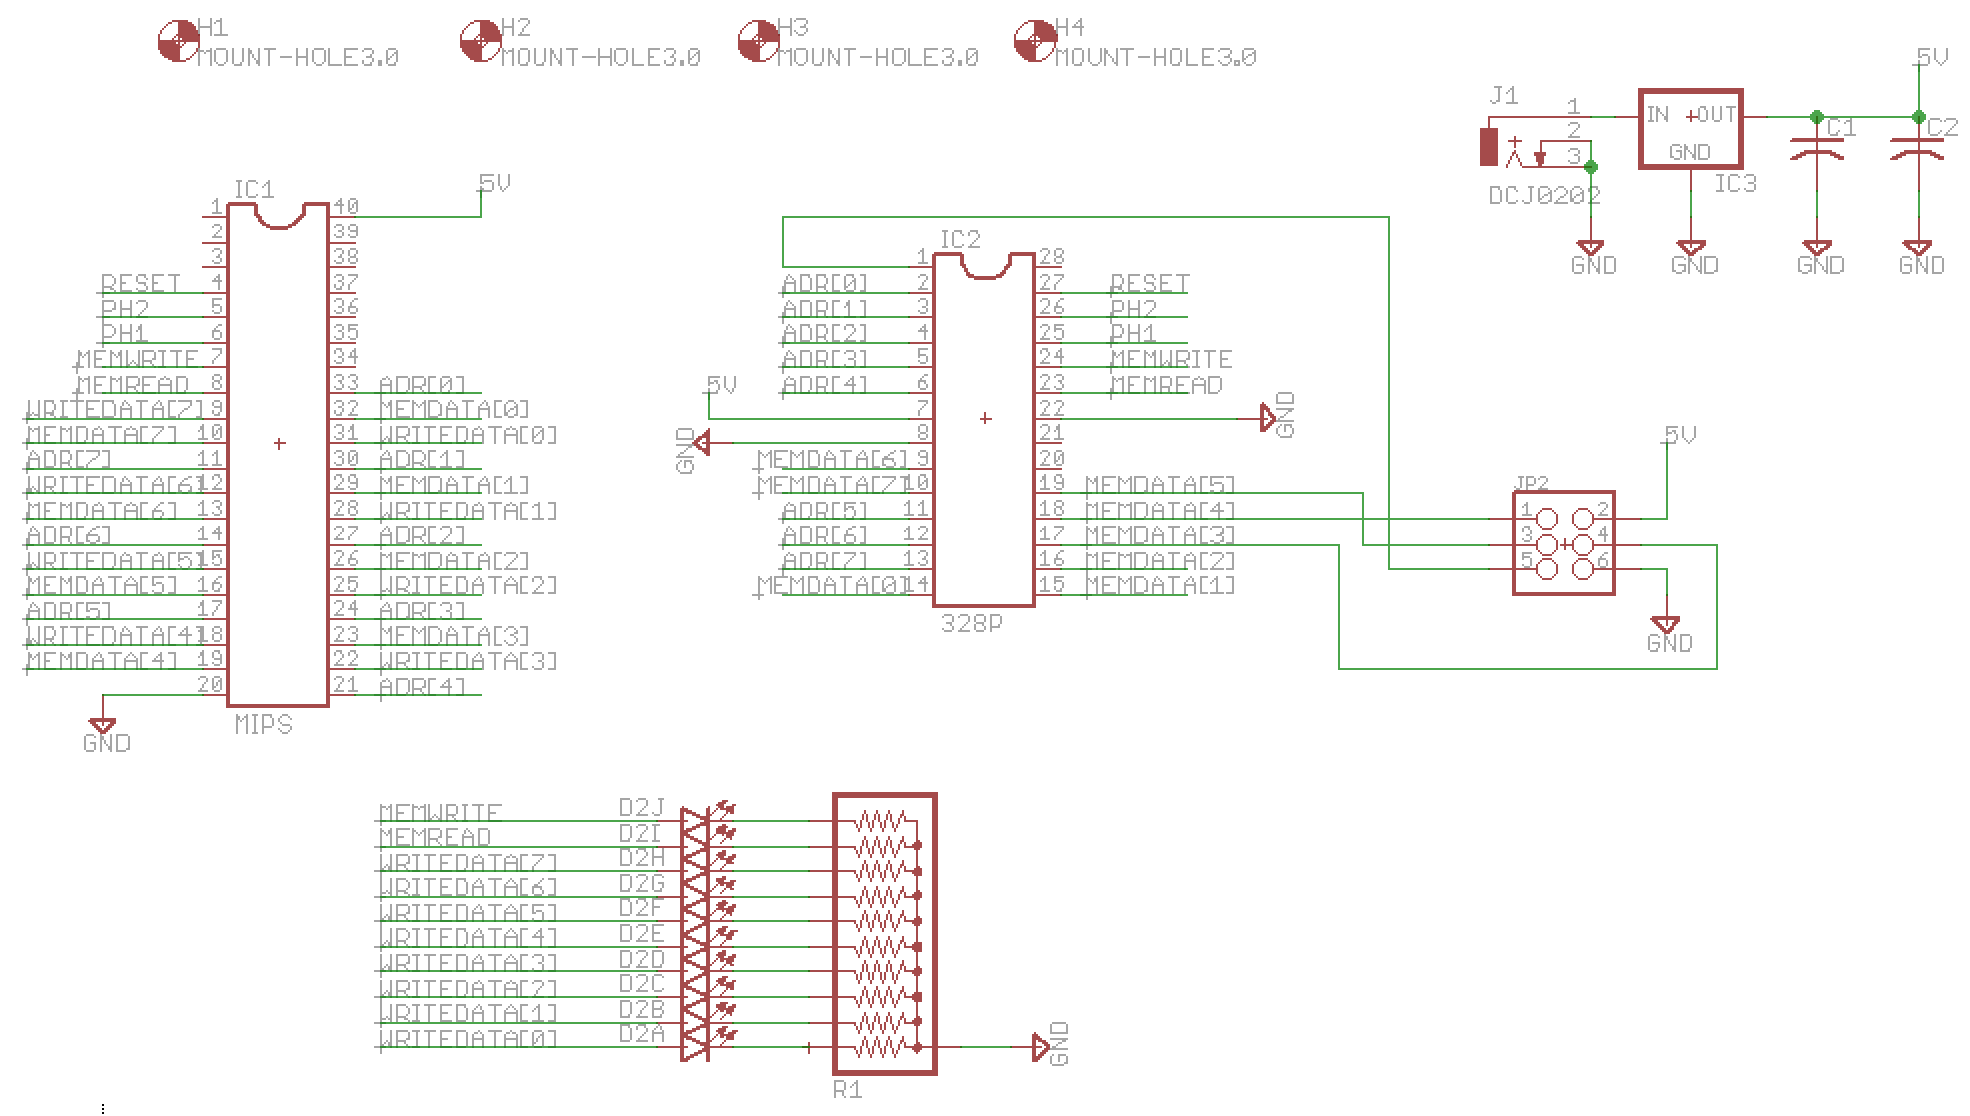 H1
MOUNT-HOLE3.0
H2
MOUNT-HOLE3.0
H3
MOUNT-HOLE3.0
H4
MOUNT-HOLE3.0
5V
J1
1
2
3
DCJ0202
IN
OUT
GND
IC3
C1
C2
GND
GND
GND
GND
IC1
5V
1
2
3
RESET 4
PH2 5
PH1 6
MEMWRITE 7
MEMREAD 8
WRITEDATA[7] 9
MEMDATA[7] 10
ADR[7] 11
WRITEDATA[6] 12
MEMDATA[6] 13
ADR[6] 14
WRITEDATA[5] 15
MEMDATA[5] 16
ADR[5] 17
WRITEDATA[4] 18
MEMDATA[4] 19
20
GND
40
39
38
37
36
35
34
33 ADR[0]
32 MEMDATA[0]
31 WRITEDATA[0]
30 ADR[1]
29 MEMDATA[1]
28 WRITEDATA[1]
27 ADR[2]
26 MEMDATA[2]
25 WRITEDATA[2]
24 ADR[3]
23 MEMDATA[3]
22 WRITEDATA[3]
21 ADR[4]
MIPS
IC2
1
ADR[0] 2
ADR[1] 3
ADR[2] 4
ADR[3] 5
ADR[4] 6
5V
7
GND
8
MEMDATA[6] 9
MEMDATA[7] 10
ADR[5] 11
ADR[6] 12
ADR[7] 13
MEMDATA[0] 14
28
27 RESET
26 PH2
25 PH1
24 MEMWRITE
23 MEMREAD
22
GND
21
20
19 MEMDATA[5]
18 MEMDATA[4]
17 MEMDATA[3]
16 MEMDATA[2]
15 MEMDATA[1]
328P
5V
JP2
1 2
3 4
5 6
GND
MEMWRITE D2J
MEMREAD D2I
WRITEDATA[7] D2H
WRITEDATA[6] D2G
WRITEDATA[5] D2F
WRITEDATA[4] D2E
WRITEDATA[3] D2D
WRITEDATA[2] D2C
WRITEDATA[1] D2B
WRITEDATA[0] D2A
GND
R1